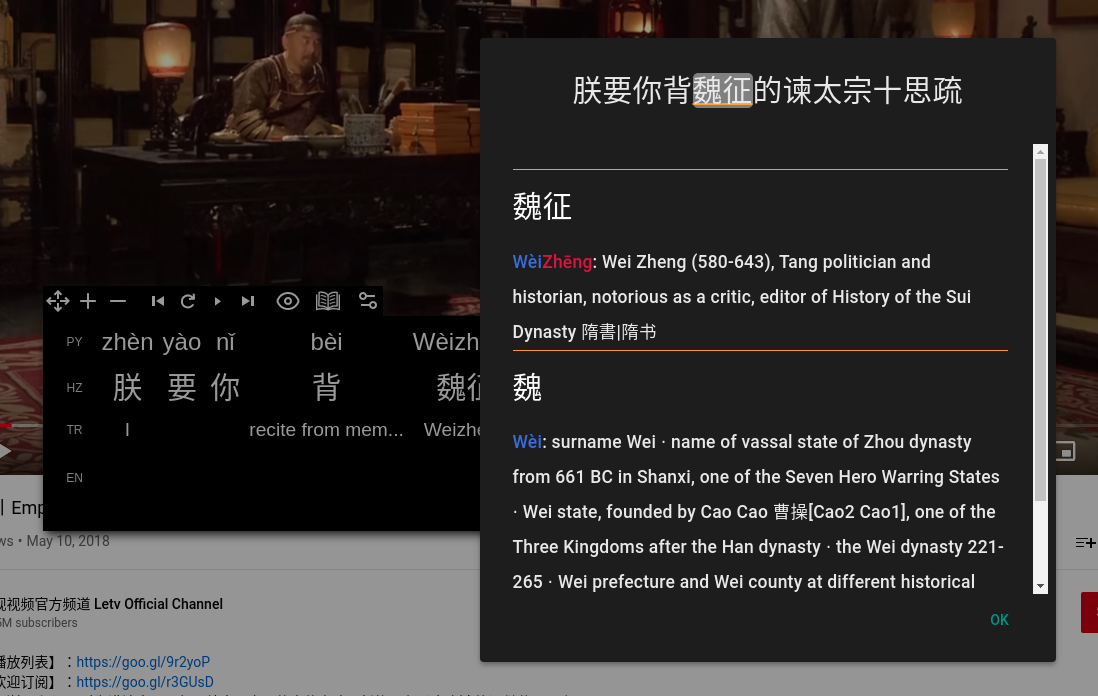 朕要你背魏征的谏太宗十思疏
魏征
WèiZhēng: Wei Zheng (580-643), Tang politician and
historian, notorious as a critic, editor of History of the Sui
Dynasty 隋書|隋书
魏
Wèi: surname Wei · name of vassal state of Zhou dynasty
from 661 BC in Shanxi, one of the Seven Hero Warring States
· Wei state, founded by Cao Cao 曹操[Cao2 Cao1], one of the
Three Kingdoms after the Han dynasty · the Wei dynasty 221-
265 · Wei prefecture and Wei county at different historical
OK
PY zhèn yào nǐ bèi Wèizh
HZ 朕 要 你 背 魏征
TR I recite from mem... Weizhe
EN
| Emp
ws • May 10, 2018
视频官方频道 Letv Official Channel
5M subscribers
播放列表】：https://goo.gl/9r2yoP
欢迎订阅】：https://goo.gl/r3GUsD